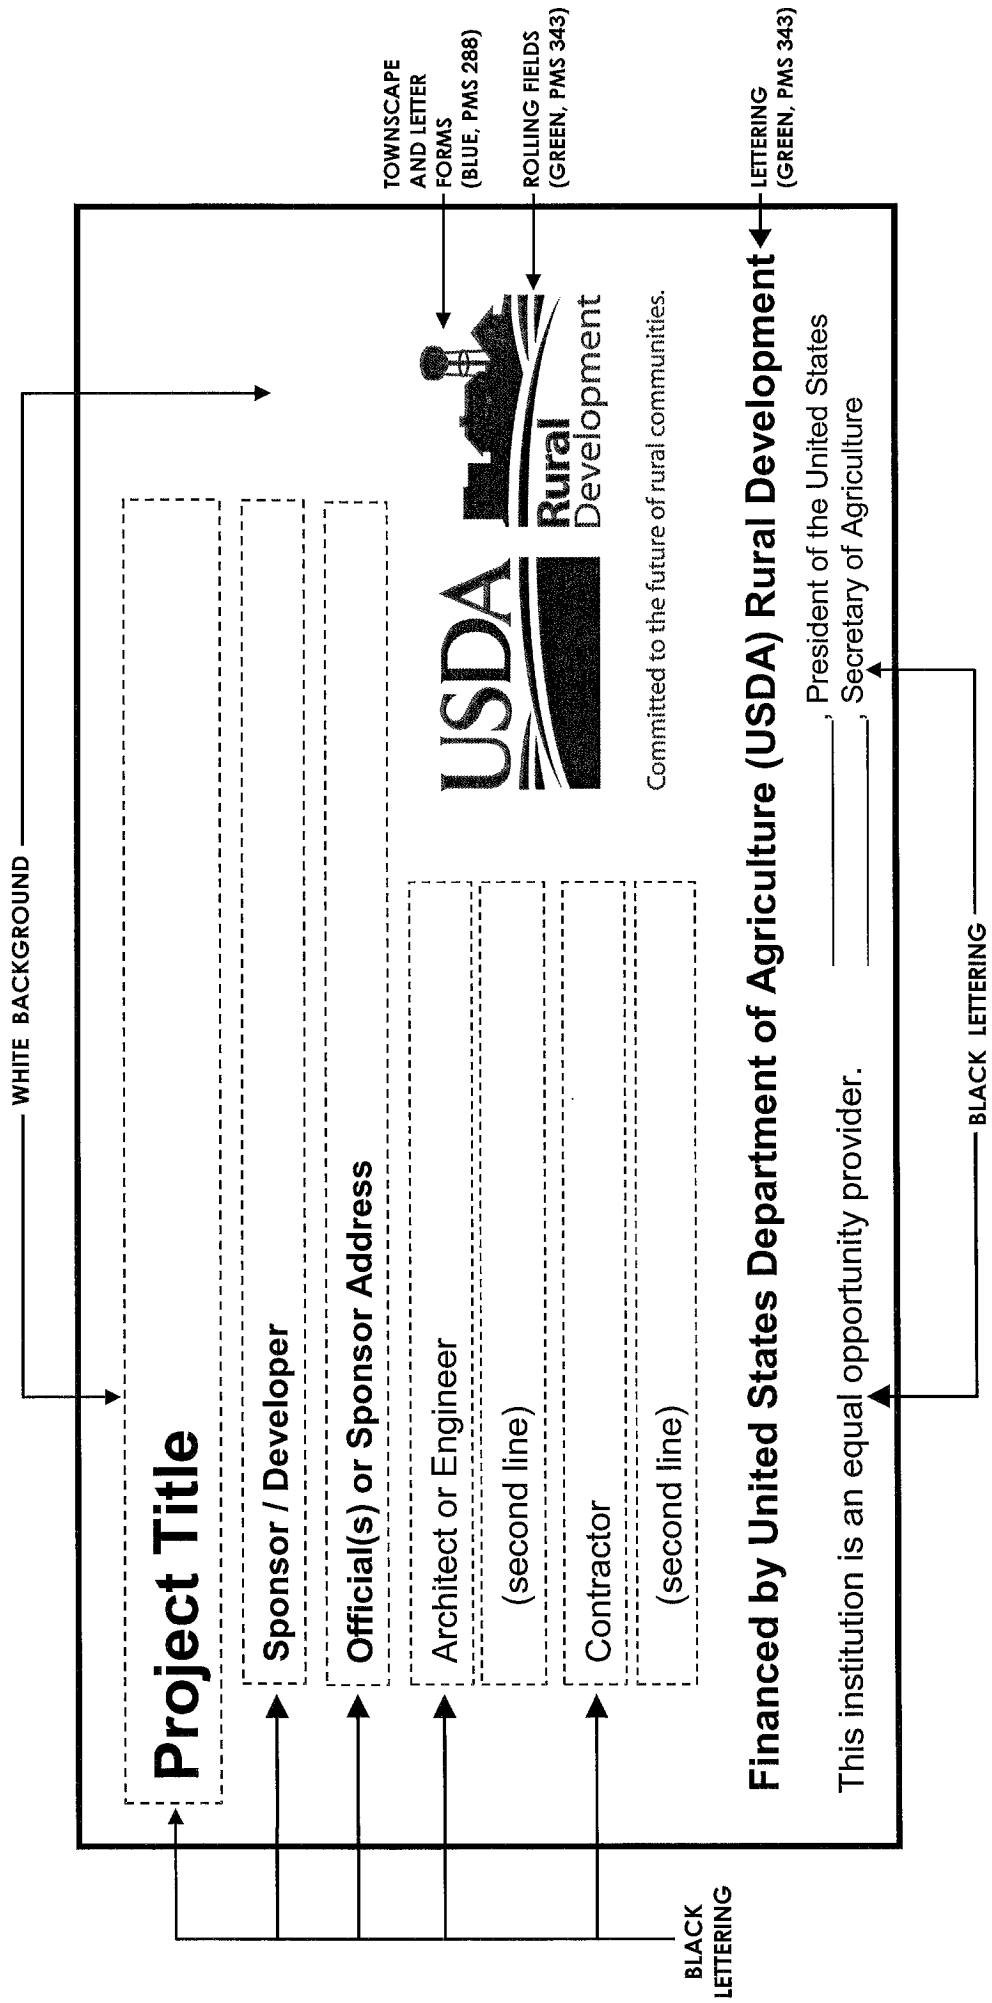 WHITE BACKGROUND
Project Title
Sponsor / Developer
Official(s) or Sponsor Address
Architect or Engineer
(second line)
Contractor
(second line)
BLACK
LETTERING
USDA
Rural
Development
Committed to the future of rural communities.
TOWNSCAPE
AND LETTER
FORMS
(BLUE, PMS 288)
ROLLING FIELDS
(GREEN, PMS 343)
Financed by United States Department of Agriculture (USDA) Rural Development
LETTERING
(GREEN, PMS 343)
, President of the United States
This institution is an equal opportunity provider.
, Secretary of Agriculture
BLACK LETTERING